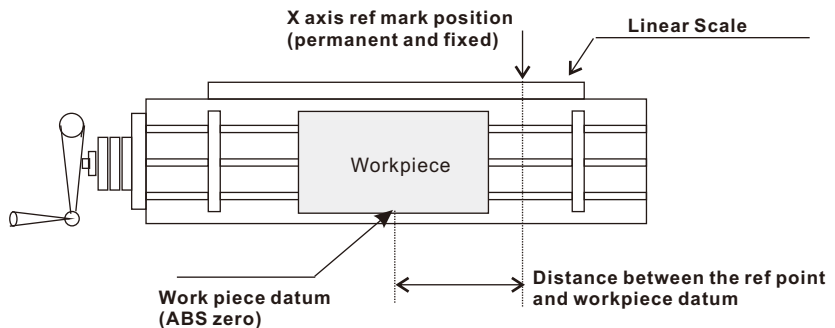 X axis ref mark position
(permanent and fixed)
Linear Scale
Workpiece
Work piece datum
(ABS zero)
Distance between the ref point
and workpiece datum